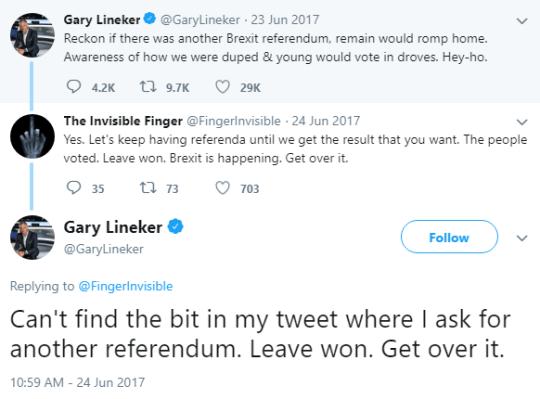 Gary Lineker @GaryLineker · 23 Jun 2017
Reckon if there was another Brexit referendum, remain would romp home.
Awareness of how we were duped & young would vote in droves. Hey-ho.
4.2K 9.7K 29K
The Invisible Finger @FingerInvisible · 24 Jun 2017
Yes. Let's keep having referenda until we get the result that you want. The people
voted. Leave won. Brexit is happening. Get over it.
35 73 703
Gary Lineker
@GaryLineker
Follow
Replying to @FingerInvisible
Can't find the bit in my tweet where I ask for
another referendum. Leave won. Get over it.
10:59 AM - 24 Jun 2017